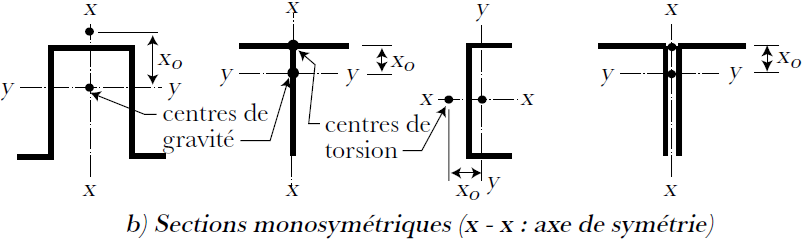 x
x
y
x
xo
xo
xo
y
y
y
y
y
y
x
x
centres de
gravité
centres de
torsion
x
x
xo
y
x
b) Sections monosymétriques (x - x : axe de symétrie)